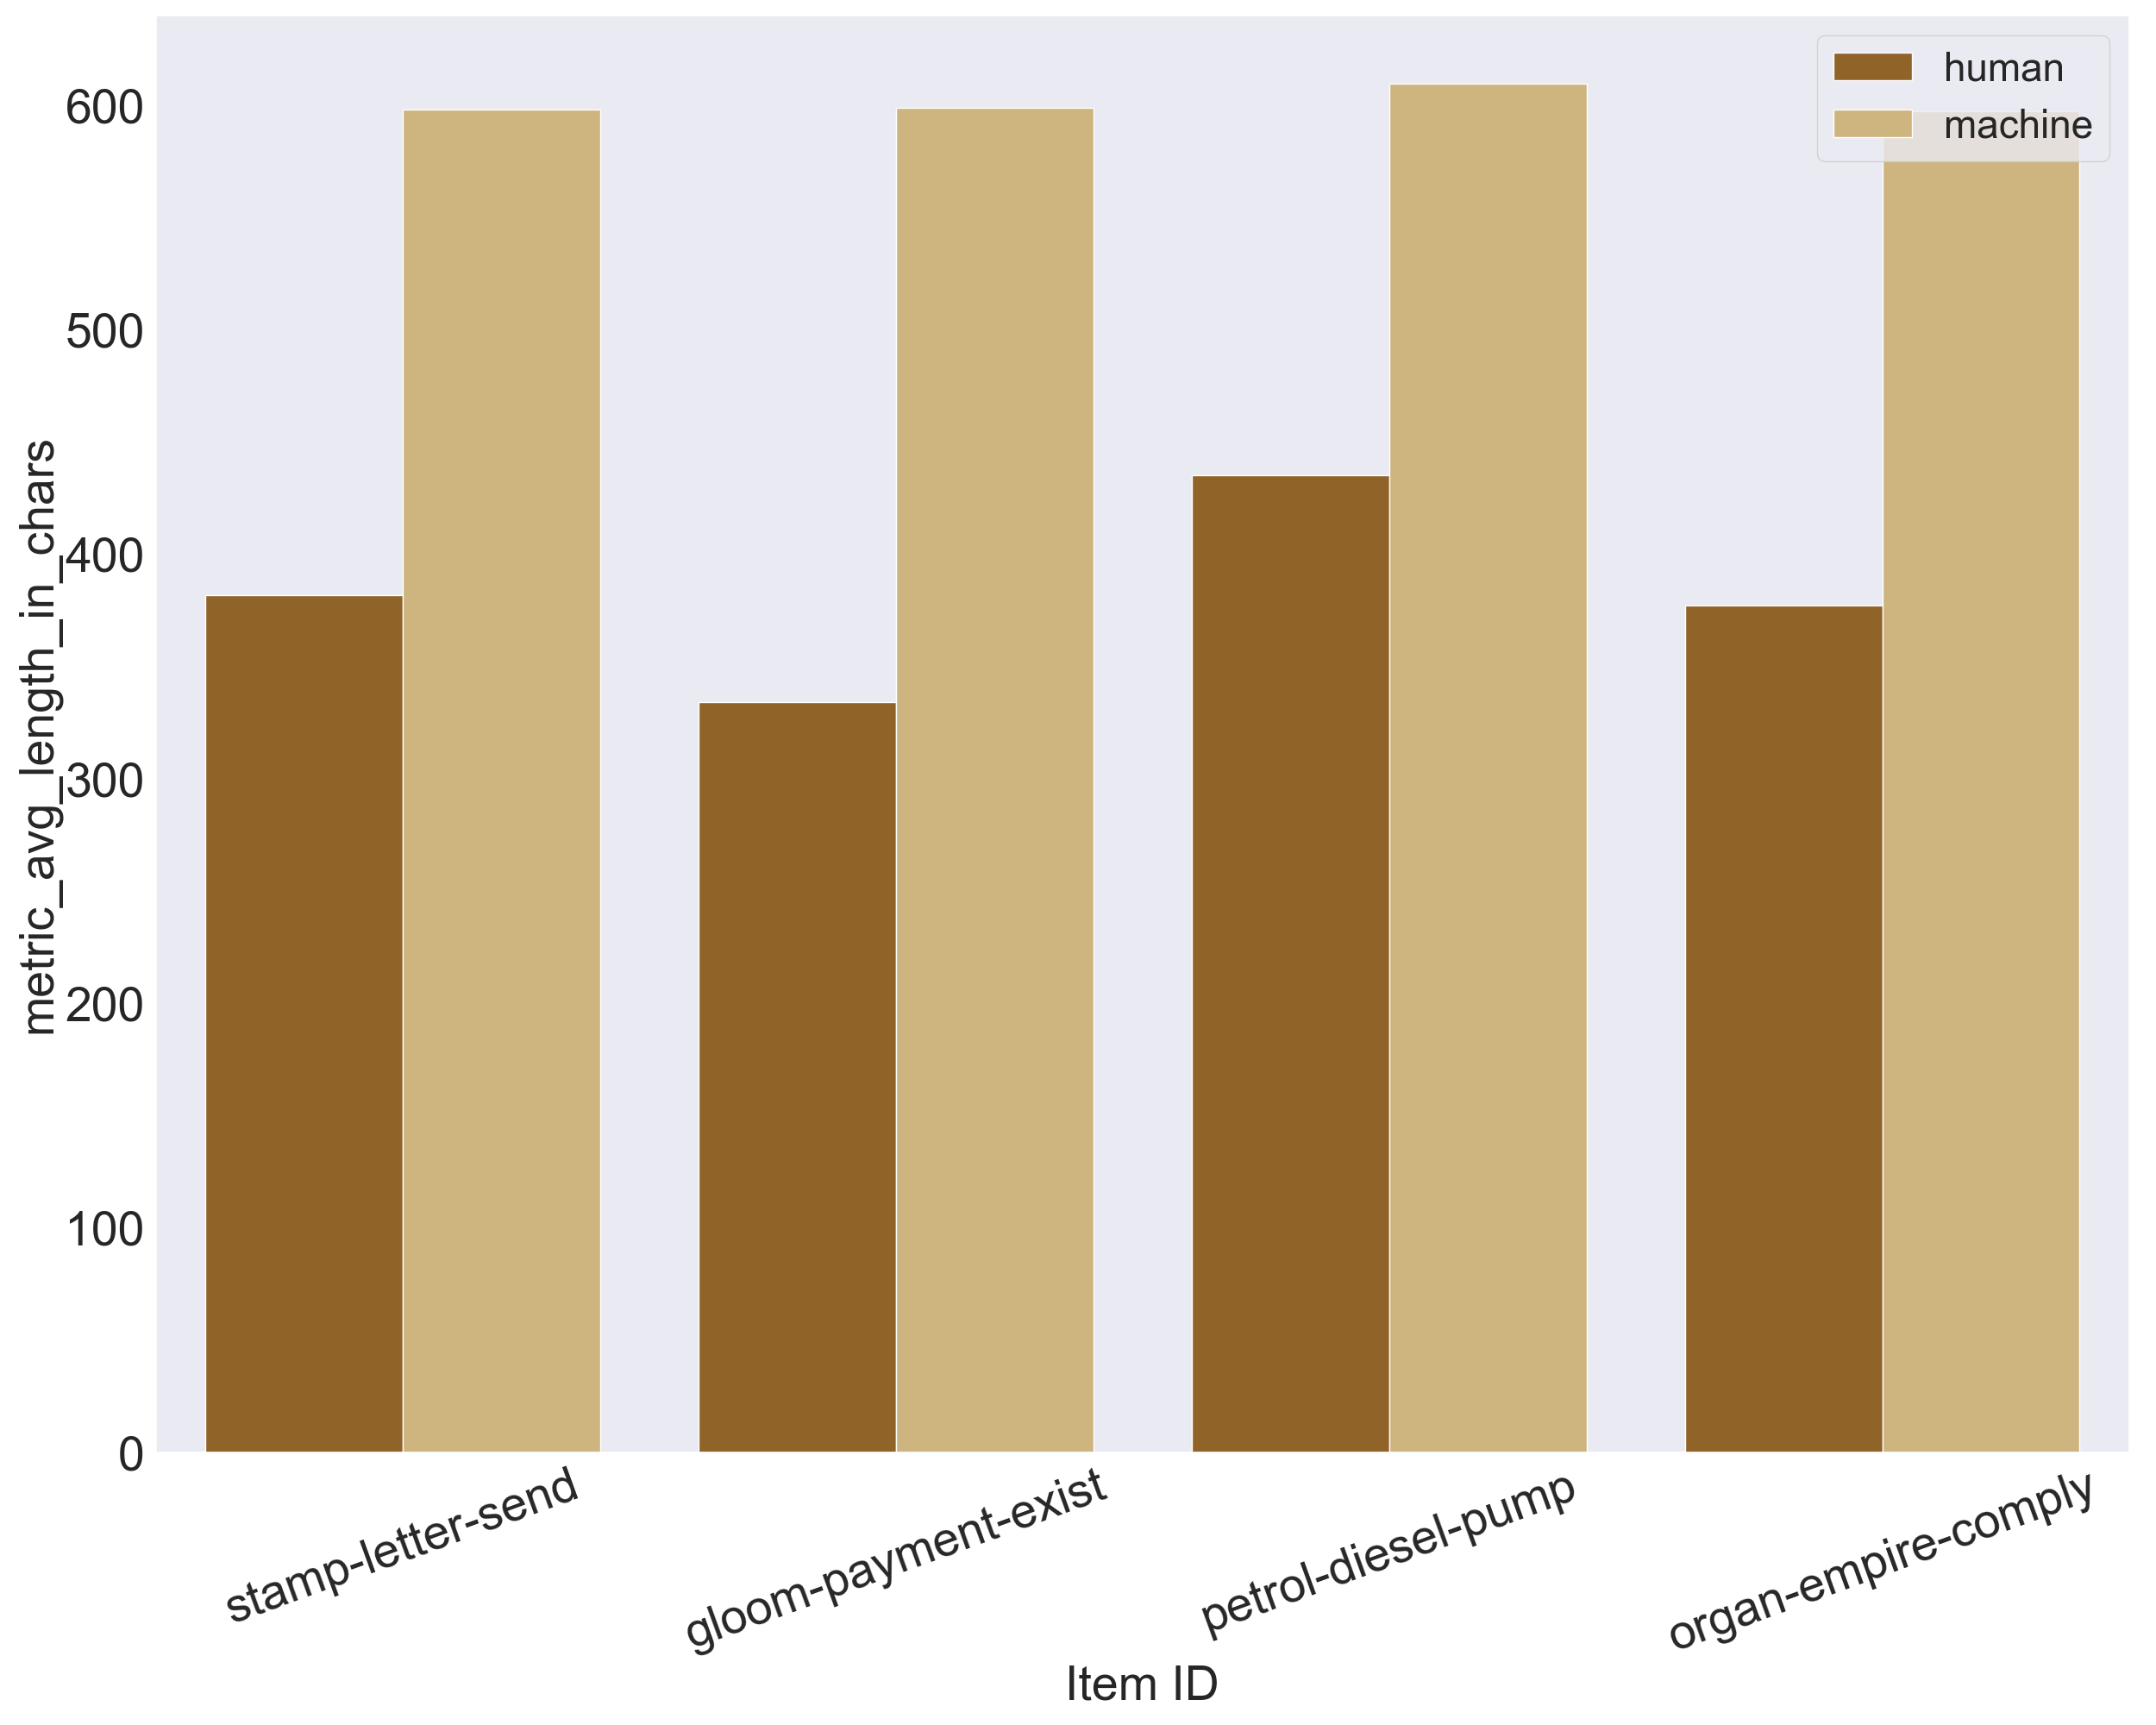 human
machine
600
500
400
300
200
100
0
metric_avg_length_in_chars
stamp-letter-send
gloom-payment-exist
petrol-diesel-pump
organ-empire-comply
Item ID